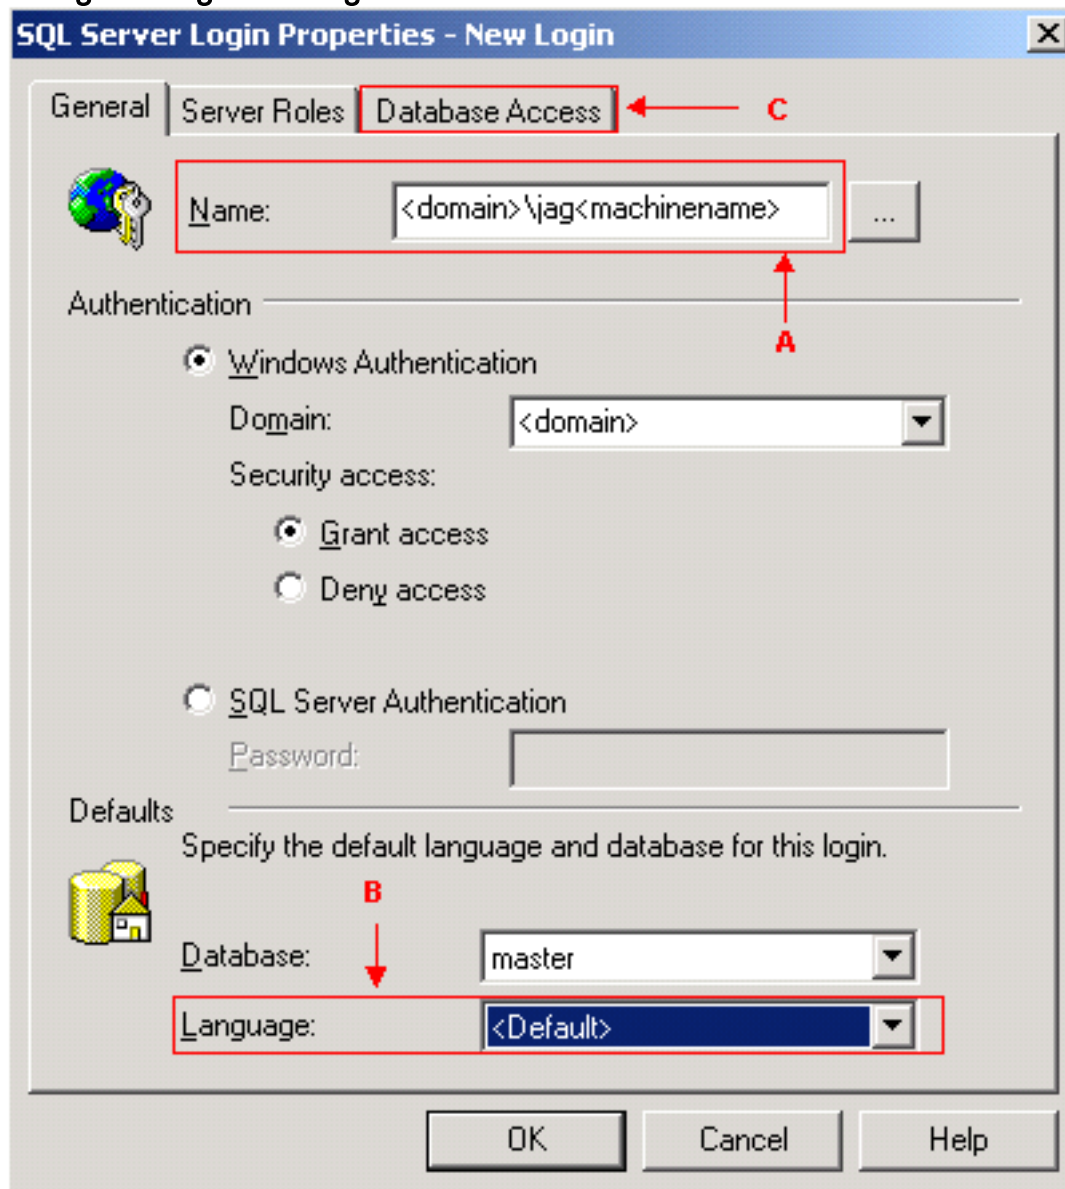 SQL Server Login Properties - New Login
General Server Roles Database Access C
Name: <domain>\jag<machinename> ...
A
Authentication
Windows Authentication
Domain: <domain>
Security access:
Grant access
Deny access
SQL Server Authentication
Password:
Defaults
Specify the default language and database for this login.
B
Database: master
Language: <Default>
OK Cancel Help